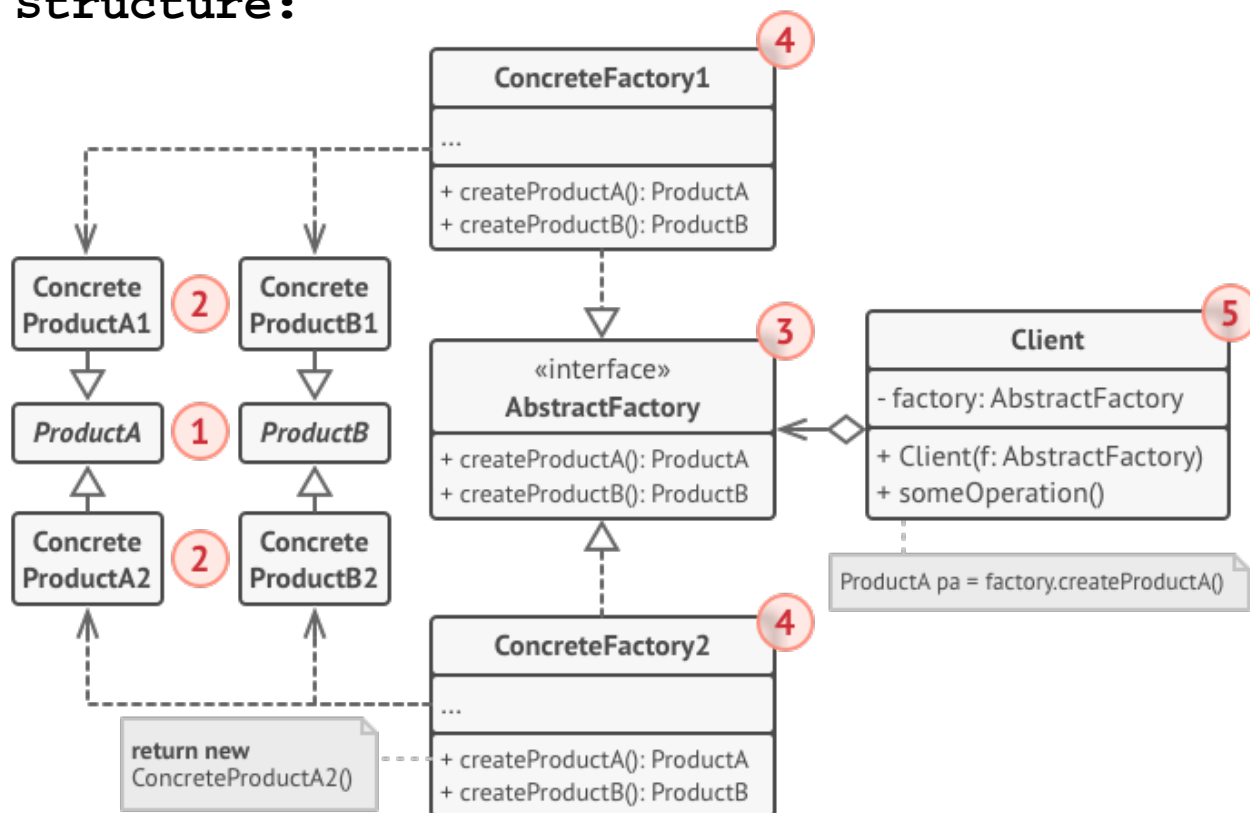 structure:
4
ConcreteFactory1
...
+ createProductA(): ProductA
+ createProductB(): ProductB
Concrete
ProductA1
2
Concrete
ProductB1
ProductA
1
ProductB
Concrete
ProductA2
2
Concrete
ProductB2
3
«interface»
AbstractFactory
+ createProductA(): ProductA
+ createProductB(): ProductB
5
Client
- factory: AbstractFactory
+ Client(f: AbstractFactory)
+ someOperation()
ProductA pa = factory.createProductA()
4
ConcreteFactory2
...
+ createProductA(): ProductA
+ createProductB(): ProductB
return new
ConcreteProductA2()